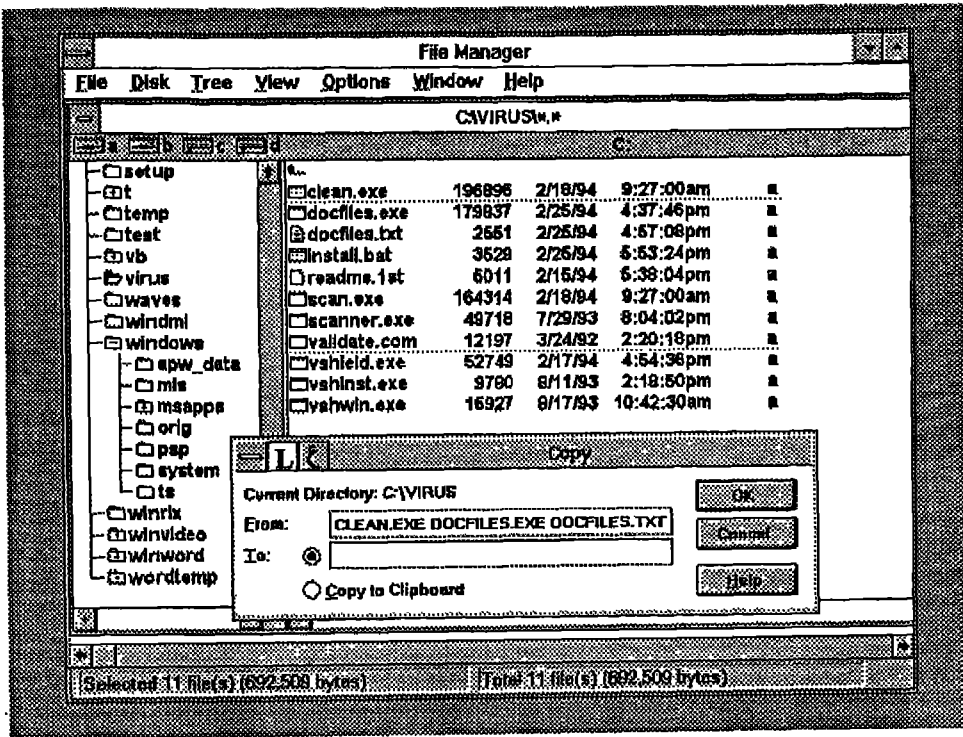 File Manager
File Disk Tree View Options Window Help
C:\VIRUS\*.*
a b c d C:
setup
t
temp
test
vb
virus
waves
windml
windows
apw_data
mls
msapps
orig
psp
system
ts
winrix
winvideo
winword
wordtemp
clean.exe 196896 2/18/94 9:27:00am a
docfiles.exe 179837 2/25/94 4:37:46pm a
docfiles.txt 2551 2/25/94 4:57:08pm a
install.bat 3529 2/25/94 5:53:24pm a
readme.1st 6011 2/15/94 5:38:04pm a
scan.exe 164314 2/18/94 9:27:00am a
scanner.exe 49718 7/29/93 8:04:02pm a
validate.com 12197 3/24/92 2:20:18pm a
vshield.exe 52749 2/17/94 4:54:36pm a
vshinst.exe 9780 8/11/93 2:18:50pm a
vshwin.exe 15927 8/17/93 10:42:30am a
L Copy
Current Directory: C:\VIRUS
From: CLEAN.EXE DOCFILES.EXE DOCFILES.TXT
To:
Copy to Clipboard
OK
Cancel
Help
Selected 11 file(s) (692,509 bytes) Total 11 file(s) (692,509 bytes)